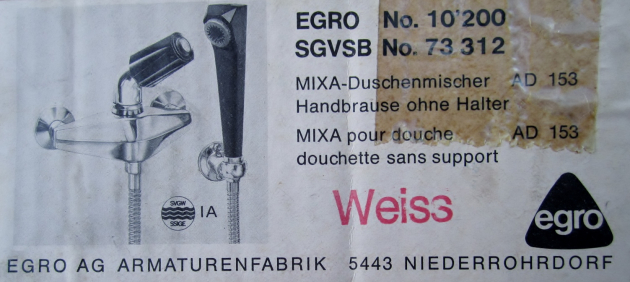 EGRO No. 10'200
SGVSB No. 73 312
MIXA-Duschenmischer AD 153
Handbrause ohne Halter
MIXA pour douche AD 153
douchette sans support
Weiss
SVGW
SSIGE
IA
egro
EGRO AG ARMATURENFABRIK 5443 NIEDERROHRDORF